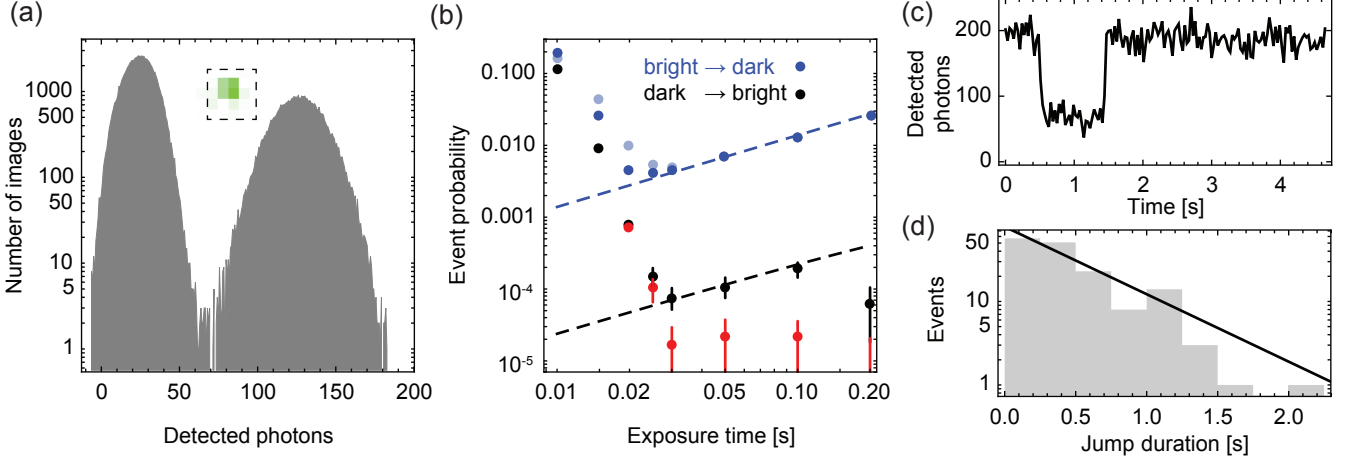 (a)
Number of images
1000
500
100
50
10
5
1
0
50
100
150
200
Detected photons
(b)
Event probability
0.100
0.010
0.001
10-4
10-5
bright → dark
dark → bright
0.01
0.02
0.05
0.10
0.20
Exposure time [s]
(c)
Detected
photons
200
100
0
0
1
2
3
4
Time [s]
(d)
Events
50
10
5
1
0.0
0.5
1.0
1.5
2.0
Jump duration [s]